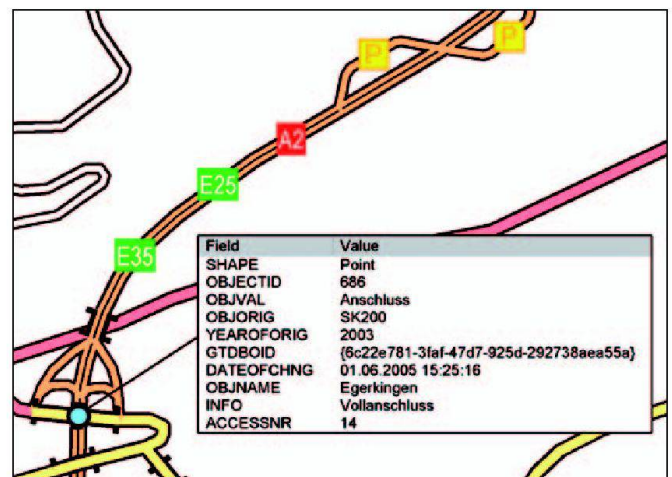 P
P
A2
E25
E35
Field Value
SHAPE Point
OBJECTID 686
OBJVAL Anschluss
OBJORIG SK200
YEAROFORIG 2003
GTDBOID {6c22e781-3faf-47d7-925d-292738aea55a}
DATEOFCHNG 01.06.2005 15:25:16
OBJNAME Egerkingen
INFO Vollanschluss
ACCESSNR 14